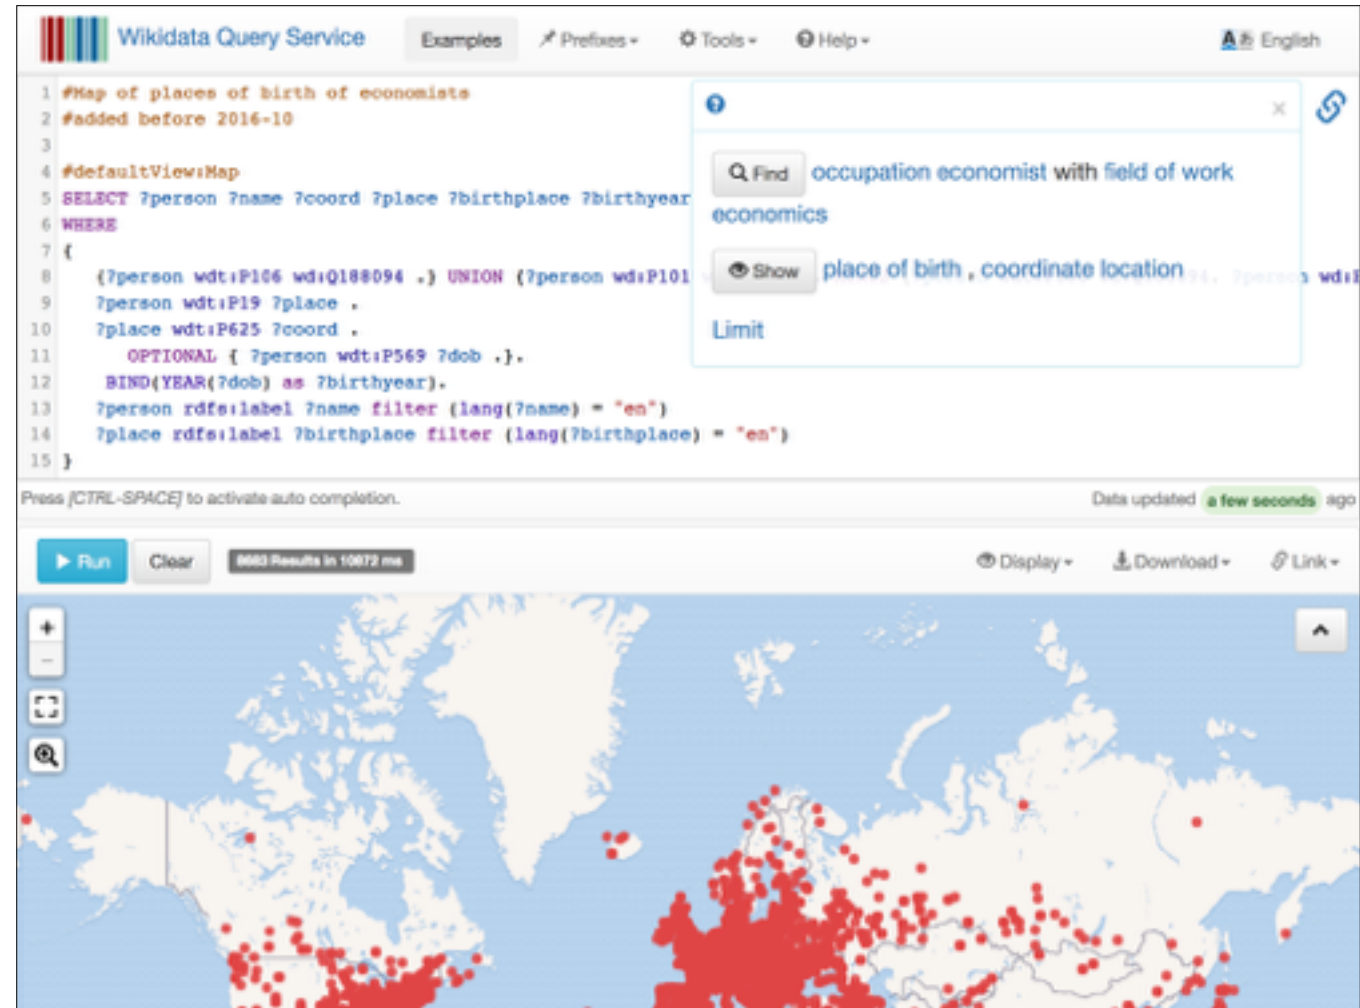 Wikidata Query Service Examples Prefixes Tools Help English
1 #Map of places of birth of economists
2 #added before 2016-10
3
4 #defaultView:Map
5 SELECT ?person ?name ?coord ?place ?birthplace ?birthyear
6 WHERE
7 {
8 {?person wdt:P106 wd:Q188094 .} UNION {?person wd:P101
9 ?person wdt:P19 ?place .
10 ?place wdt:P625 ?coord .
11 OPTIONAL { ?person wdt:P569 ?dob .}.
12 BIND(YEAR(?dob) as ?birthyear).
13 ?person rdfs:label ?name filter (lang(?name) = "en")
14 ?place rdfs:label ?birthplace filter (lang(?birthplace) = "en")
15 }
Find occupation economist with field of work
economics
Show place of birth , coordinate location
Limit
Press [CTRL-SPACE] to activate auto completion. Data updated a few seconds ago
Run Clear Results in 10872 ms Display Download Link